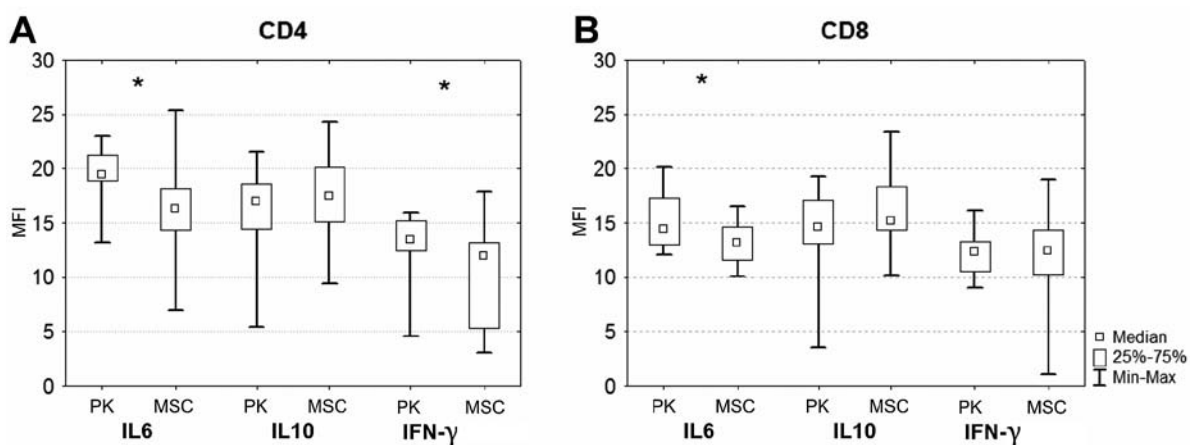 A
CD4
30
25
20
15
10
5
0
MFI
*
*
PK
MSC
PK
MSC
PK
MSC
IL6
IL10
IFN-γ
B
CD8
30
25
20
15
10
5
0
MFI
*
PK
MSC
PK
MSC
PK
MSC
IL6
IL10
IFN-γ
Median
25%-75%
Min-Max